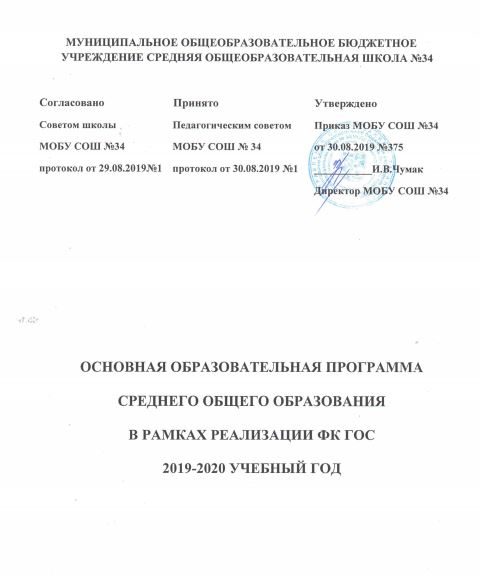 МУНИЦИПАЛЬНОЕ ОБЩЕОБРАЗОВАТЕЛЬНОЕ БЮДЖЕТНОЕ
УЧРЕЖДЕНИЕ СРЕДНЯЯ ОБЩЕОБРАЗОВАТЕЛЬНАЯ ШКОЛА №34
Согласовано Принято Утверждено
Советом школы Педагогическим советом Приказ МОБУ СОШ №34
МОБУ СОШ №34 МОБУ СОШ № 34 от 30.08.2019 №375
протокол от 29.08.2019№1 протокол от 30.08.2019 №1 ___________И.В.Чумак
Директор МОБУ СОШ №34
ОСНОВНАЯ ОБРАЗОВАТЕЛЬНАЯ ПРОГРАММА
СРЕДНЕГО ОБЩЕГО ОБРАЗОВАНИЯ
В РАМКАХ РЕАЛИЗАЦИИ ФК ГОС
2019-2020 УЧЕБНЫЙ ГОД